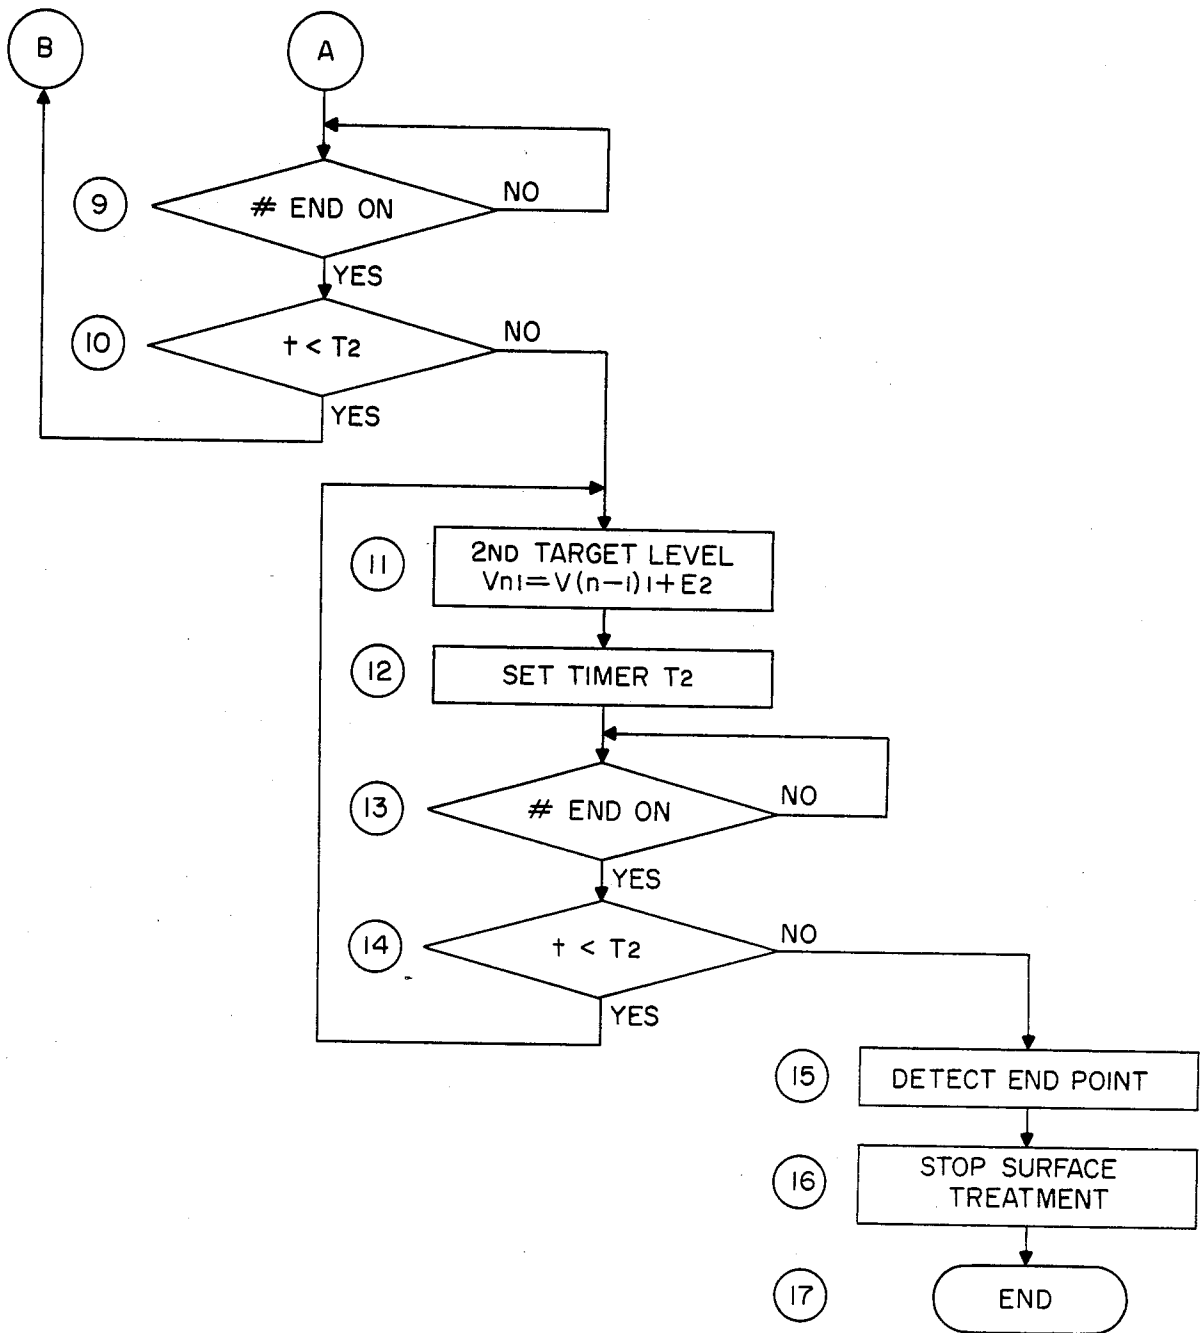 B
A
9
# END ON
NO
YES
10
t < T2
NO
YES
11
2ND TARGET LEVEL
Vn1=V(n-1)1+E2
12
SET TIMER T2
13
# END ON
NO
YES
14
t < T2
NO
YES
15
DETECT END POINT
16
STOP SURFACE
TREATMENT
17
END